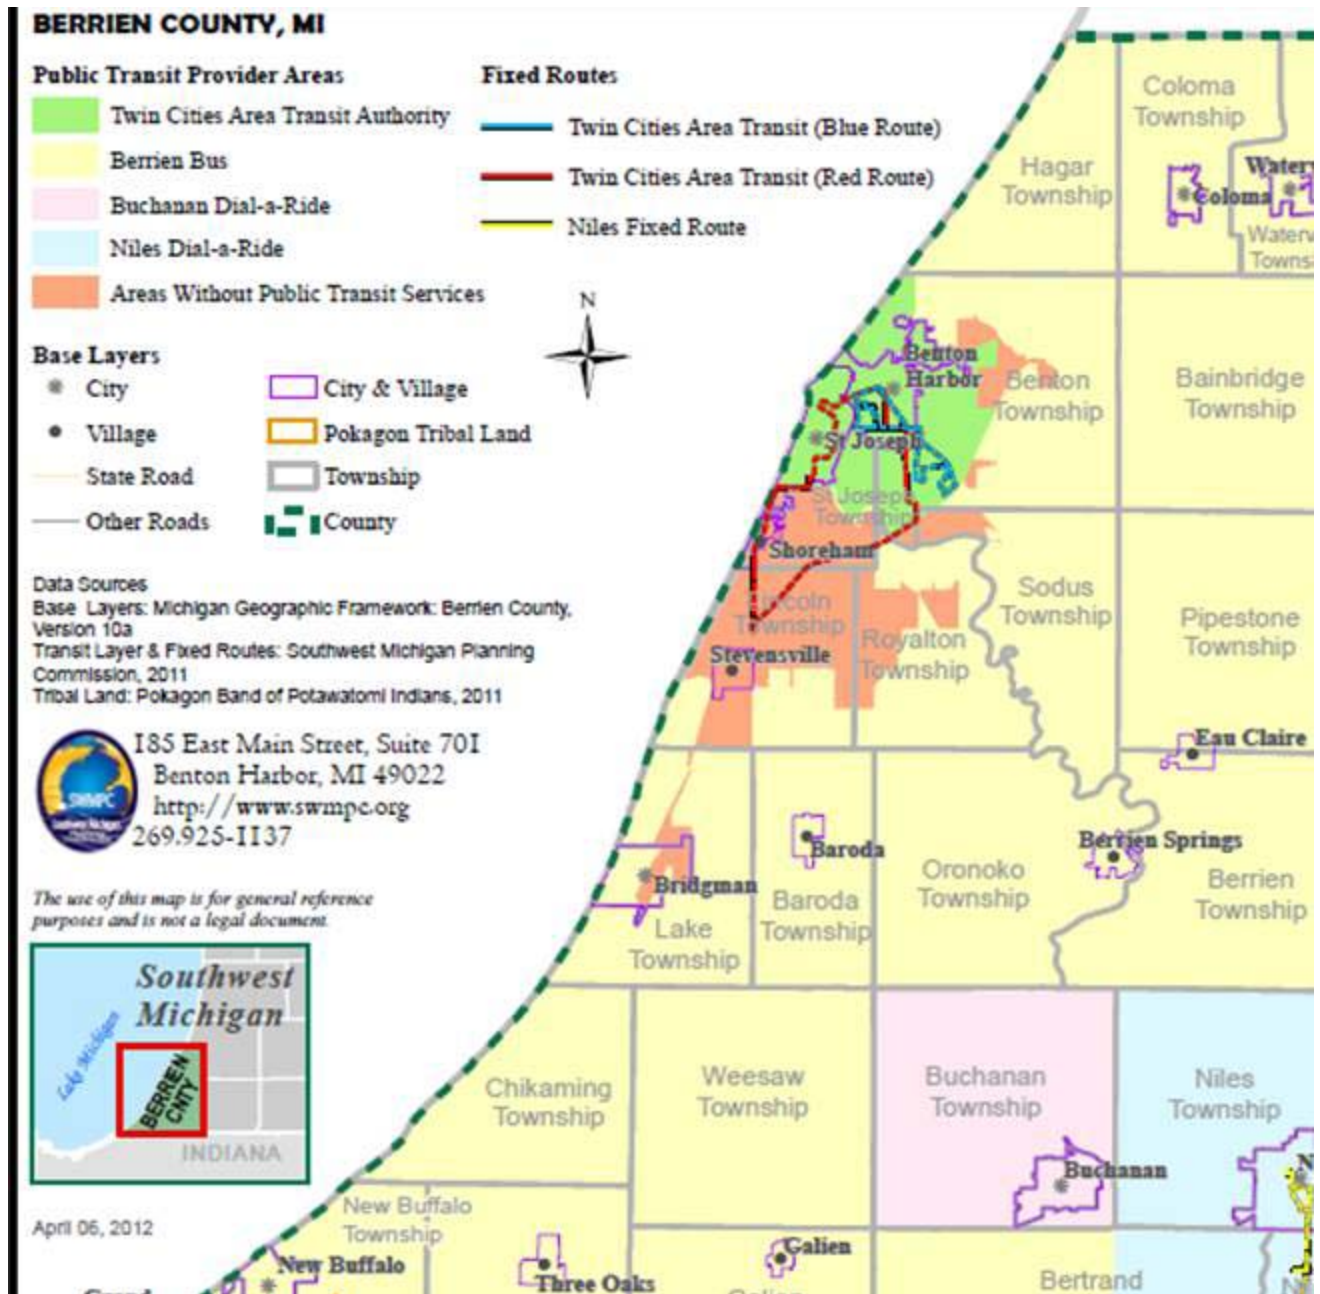 BERRIEN COUNTY, MI
Public Transit Provider Areas
Twin Cities Area Transit Authority
Berrien Bus
Buchanan Dial-a-Ride
Niles Dial-a-Ride
Areas Without Public Transit Services
Fixed Routes
Twin Cities Area Transit (Blue Route)
Twin Cities Area Transit (Red Route)
Niles Fixed Route
N
Base Layers
City
Village
State Road
Other Roads
City & Village
Pokagon Tribal Land
Township
County
Data Sources
Base Layers: Michigan Geographic Framework: Berrien County,
Version 10a
Transit Layer & Fixed Routes: Southwest Michigan Planning
Commission, 2011
Tribal Land: Pokagon Band of Potawatomi Indians, 2011
SWMPC
185 East Main Street, Suite 701
Benton Harbor, MI 49022
http://www.swmpc.org
269.925-1137
The use of this map is for general reference
purposes and is not a legal document.
Southwest
Michigan
Lake Michigan
BERRIEN
CNTY
INDIANA
April 06, 2012
Coloma
Township
Hagar
Township
Coloma
Waterv
Waterv
Towns
Benton
Harbor
Benton
Township
Bainbridge
Township
St Joseph
St Joseph
Township
Shoreham
Lincoln
Township
Sodus
Township
Pipestone
Township
Royalton
Township
Stevensville
Eau Claire
Baroda
Berrien Springs
Bridgman
Baroda
Township
Oronoko
Township
Berrien
Township
Lake
Township
Chikaming
Township
Weesaw
Township
Buchanan
Township
Niles
Township
Buchanan
N
New Buffalo
Township
New Buffalo
Three Oaks
Galien
Bertrand